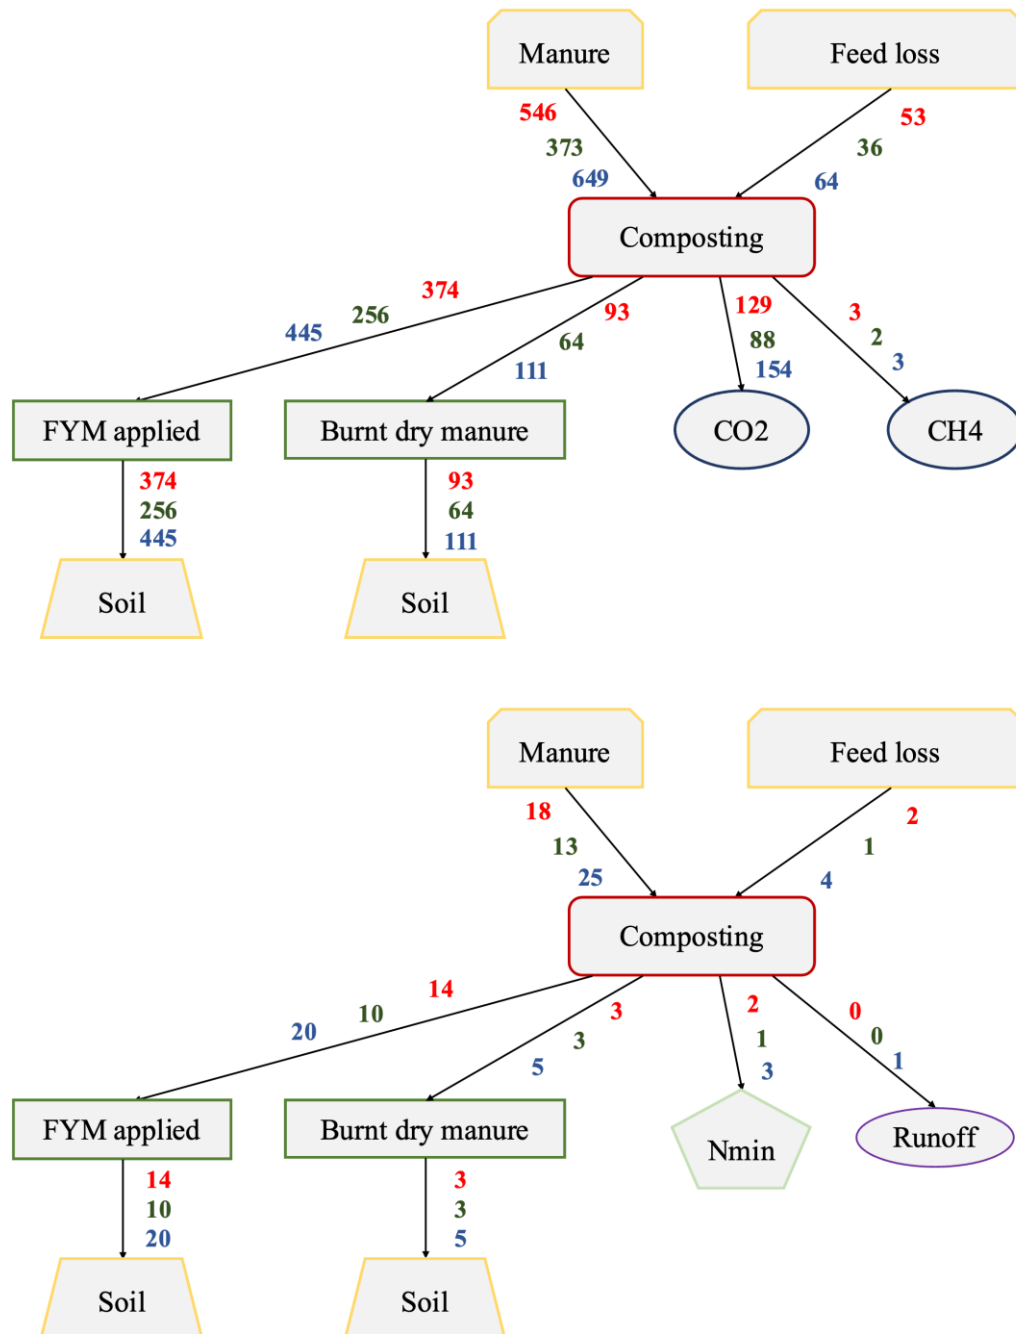 Manure Feed loss
546 53
373 36
649 64
Composting
374 93 129 3
256 64 88 2
445 111 154 3
FYM applied Burnt dry manure CO2 CH4
374 93
256 64
445 111
Soil Soil
Manure Feed loss
18 2
13 1
25 4
Composting
14 3 2 0
10 3 1 0
20 5 3 1
FYM applied Burnt dry manure Nmin Runoff
14 3
10 3
20 5
Soil Soil